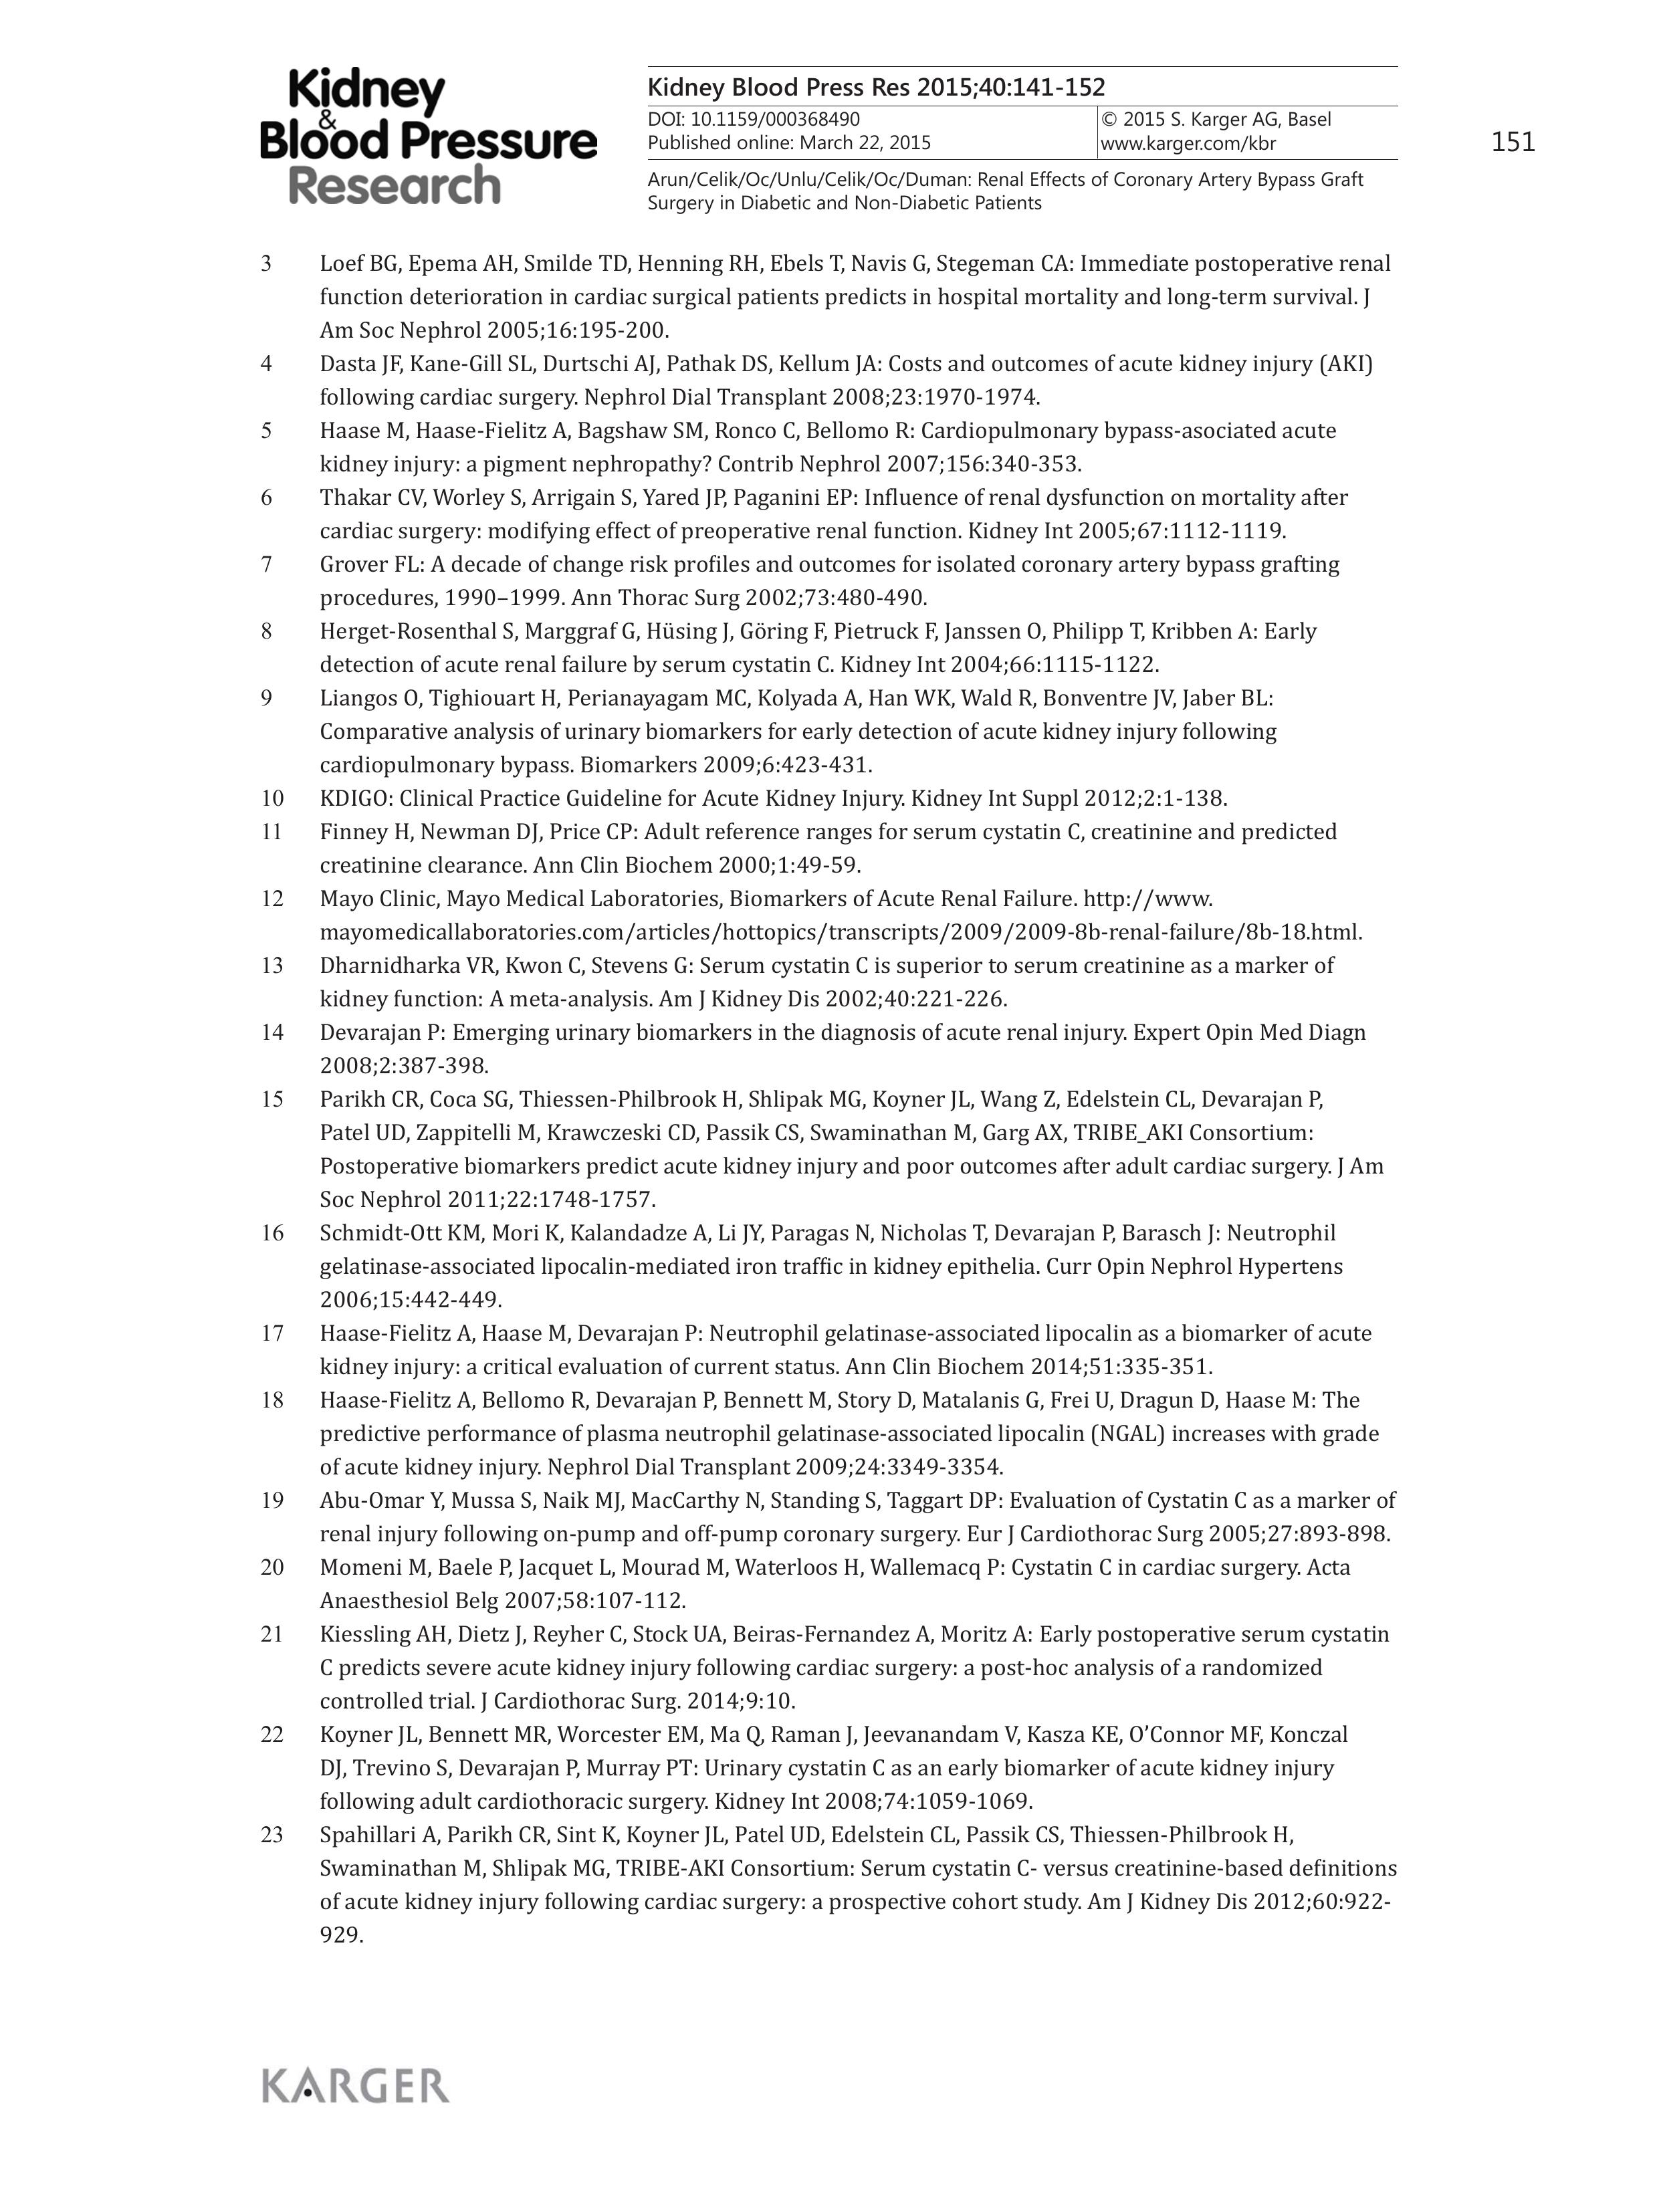 Kidney
&
Blood Pressure
Research
Kidney Blood Press Res 2015;40:141-152
DOI: 10.1159/000368490
Published online: March 22, 2015
© 2015 S. Karger AG, Basel
www.karger.com/kbr
151
Arun/Celik/Oc/Unlu/Celik/Oc/Duman: Renal Effects of Coronary Artery Bypass Graft
Surgery in Diabetic and Non-Diabetic Patients
3 Loef BG, Epema AH, Smilde TD, Henning RH, Ebels T, Navis G, Stegeman CA: Immediate postoperative renal
function deterioration in cardiac surgical patients predicts in hospital mortality and long-term survival. J
Am Soc Nephrol 2005;16:195-200.
4 Dasta JF, Kane-Gill SL, Durtschi AJ, Pathak DS, Kellum JA: Costs and outcomes of acute kidney injury (AKI)
following cardiac surgery. Nephrol Dial Transplant 2008;23:1970-1974.
5 Haase M, Haase-Fielitz A, Bagshaw SM, Ronco C, Bellomo R: Cardiopulmonary bypass-asociated acute
kidney injury: a pigment nephropathy? Contrib Nephrol 2007;156:340-353.
6 Thakar CV, Worley S, Arrigain S, Yared JP, Paganini EP: Influence of renal dysfunction on mortality after
cardiac surgery: modifying effect of preoperative renal function. Kidney Int 2005;67:1112-1119.
7 Grover FL: A decade of change risk profiles and outcomes for isolated coronary artery bypass grafting
procedures, 1990–1999. Ann Thorac Surg 2002;73:480-490.
8 Herget-Rosenthal S, Marggraf G, Hüsing J, Göring F, Pietruck F, Janssen O, Philipp T, Kribben A: Early
detection of acute renal failure by serum cystatin C. Kidney Int 2004;66:1115-1122.
9 Liangos O, Tighiouart H, Perianayagam MC, Kolyada A, Han WK, Wald R, Bonventre JV, Jaber BL:
Comparative analysis of urinary biomarkers for early detection of acute kidney injury following
cardiopulmonary bypass. Biomarkers 2009;6:423-431.
10 KDIGO: Clinical Practice Guideline for Acute Kidney Injury. Kidney Int Suppl 2012;2:1-138.
11 Finney H, Newman DJ, Price CP: Adult reference ranges for serum cystatin C, creatinine and predicted
creatinine clearance. Ann Clin Biochem 2000;1:49-59.
12 Mayo Clinic, Mayo Medical Laboratories, Biomarkers of Acute Renal Failure. http://www.
mayomedicallaboratories.com/articles/hottopics/transcripts/2009/2009-8b-renal-failure/8b-18.html.
13 Dharnidharka VR, Kwon C, Stevens G: Serum cystatin C is superior to serum creatinine as a marker of
kidney function: A meta-analysis. Am J Kidney Dis 2002;40:221-226.
14 Devarajan P: Emerging urinary biomarkers in the diagnosis of acute renal injury. Expert Opin Med Diagn
2008;2:387-398.
15 Parikh CR, Coca SG, Thiessen-Philbrook H, Shlipak MG, Koyner JL, Wang Z, Edelstein CL, Devarajan P,
Patel UD, Zappitelli M, Krawczeski CD, Passik CS, Swaminathan M, Garg AX, TRIBE_AKI Consortium:
Postoperative biomarkers predict acute kidney injury and poor outcomes after adult cardiac surgery. J Am
Soc Nephrol 2011;22:1748-1757.
16 Schmidt-Ott KM, Mori K, Kalandadze A, Li JY, Paragas N, Nicholas T, Devarajan P, Barasch J: Neutrophil
gelatinase-associated lipocalin-mediated iron traffic in kidney epithelia. Curr Opin Nephrol Hypertens
2006;15:442-449.
17 Haase-Fielitz A, Haase M, Devarajan P: Neutrophil gelatinase-associated lipocalin as a biomarker of acute
kidney injury: a critical evaluation of current status. Ann Clin Biochem 2014;51:335-351.
18 Haase-Fielitz A, Bellomo R, Devarajan P, Bennett M, Story D, Matalanis G, Frei U, Dragun D, Haase M: The
predictive performance of plasma neutrophil gelatinase-associated lipocalin (NGAL) increases with grade
of acute kidney injury. Nephrol Dial Transplant 2009;24:3349-3354.
19 Abu-Omar Y, Mussa S, Naik MJ, MacCarthy N, Standing S, Taggart DP: Evaluation of Cystatin C as a marker of
renal injury following on-pump and off-pump coronary surgery. Eur J Cardiothorac Surg 2005;27:893-898.
20 Momeni M, Baele P, Jacquet L, Mourad M, Waterloos H, Wallemacq P: Cystatin C in cardiac surgery. Acta
Anaesthesiol Belg 2007;58:107-112.
21 Kiessling AH, Dietz J, Reyher C, Stock UA, Beiras-Fernandez A, Moritz A: Early postoperative serum cystatin
C predicts severe acute kidney injury following cardiac surgery: a post-hoc analysis of a randomized
controlled trial. J Cardiothorac Surg. 2014;9:10.
22 Koyner JL, Bennett MR, Worcester EM, Ma Q, Raman J, Jeevanandam V, Kasza KE, O’Connor MF, Konczal
DJ, Trevino S, Devarajan P, Murray PT: Urinary cystatin C as an early biomarker of acute kidney injury
following adult cardiothoracic surgery. Kidney Int 2008;74:1059-1069.
23 Spahillari A, Parikh CR, Sint K, Koyner JL, Patel UD, Edelstein CL, Passik CS, Thiessen-Philbrook H,
Swaminathan M, Shlipak MG, TRIBE-AKI Consortium: Serum cystatin C- versus creatinine-based definitions
of acute kidney injury following cardiac surgery: a prospective cohort study. Am J Kidney Dis 2012;60:922-
929.
KARGER